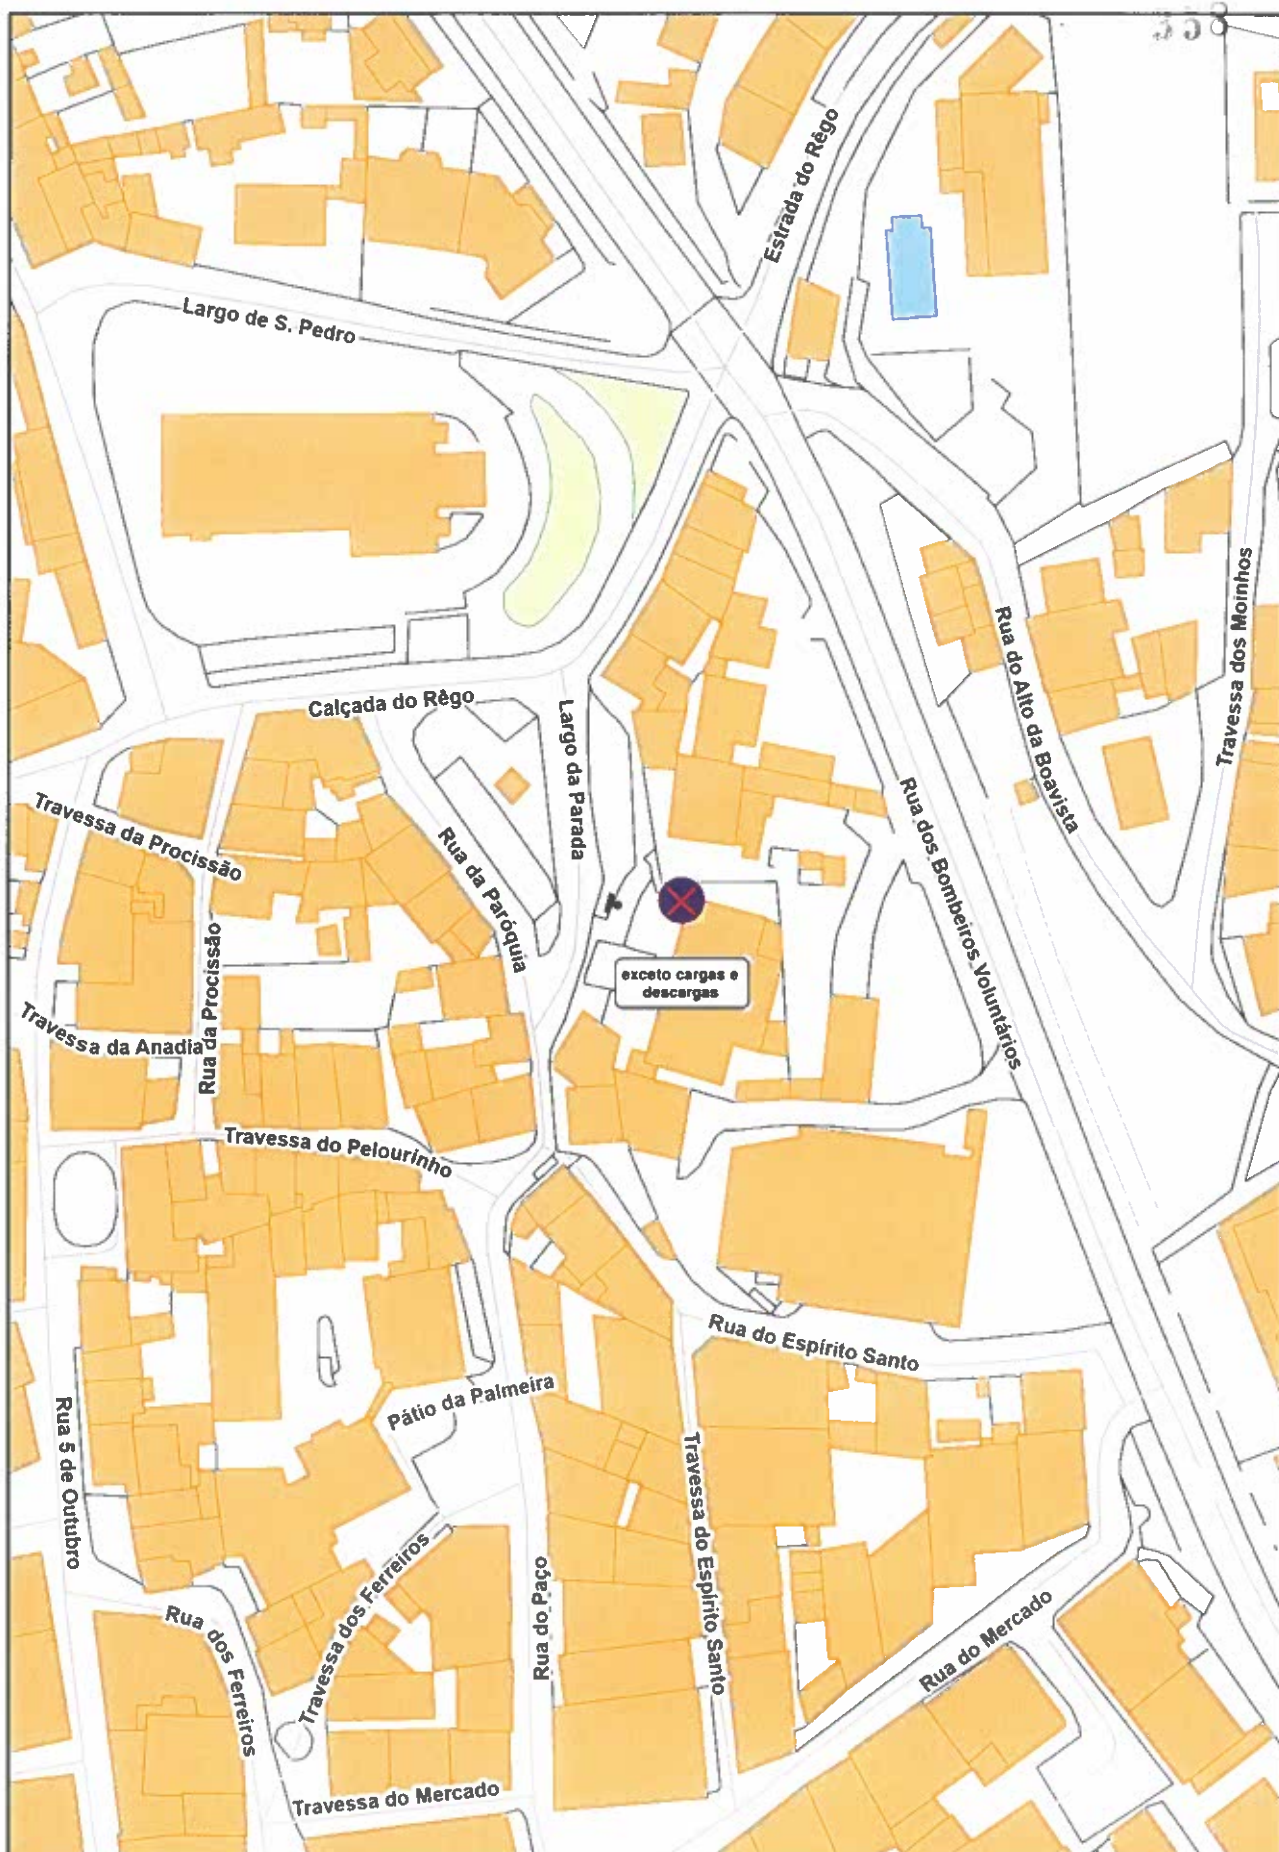 558
Estrada do Rêgo
Largo de S. Pedro
Travessa dos Moinhos
Rua do Alto da Boavista
Calçada do Rêgo
Largo da Parada
Rua dos Bombeiros Voluntários
Travessa da Procissão
Rua da Paróquia
Rua da Procissão
exceto cargas e
descargas
Travessa da Anadia
Travessa do Pelourinho
Rua do Espírito Santo
Pátio da Palmeira
Rua 5 de Outubro
Travessa do Espírito Santo
Travessa dos Ferreiros
Rua do Paço
Rua do Mercado
Rua dos Ferreiros
Travessa do Mercado